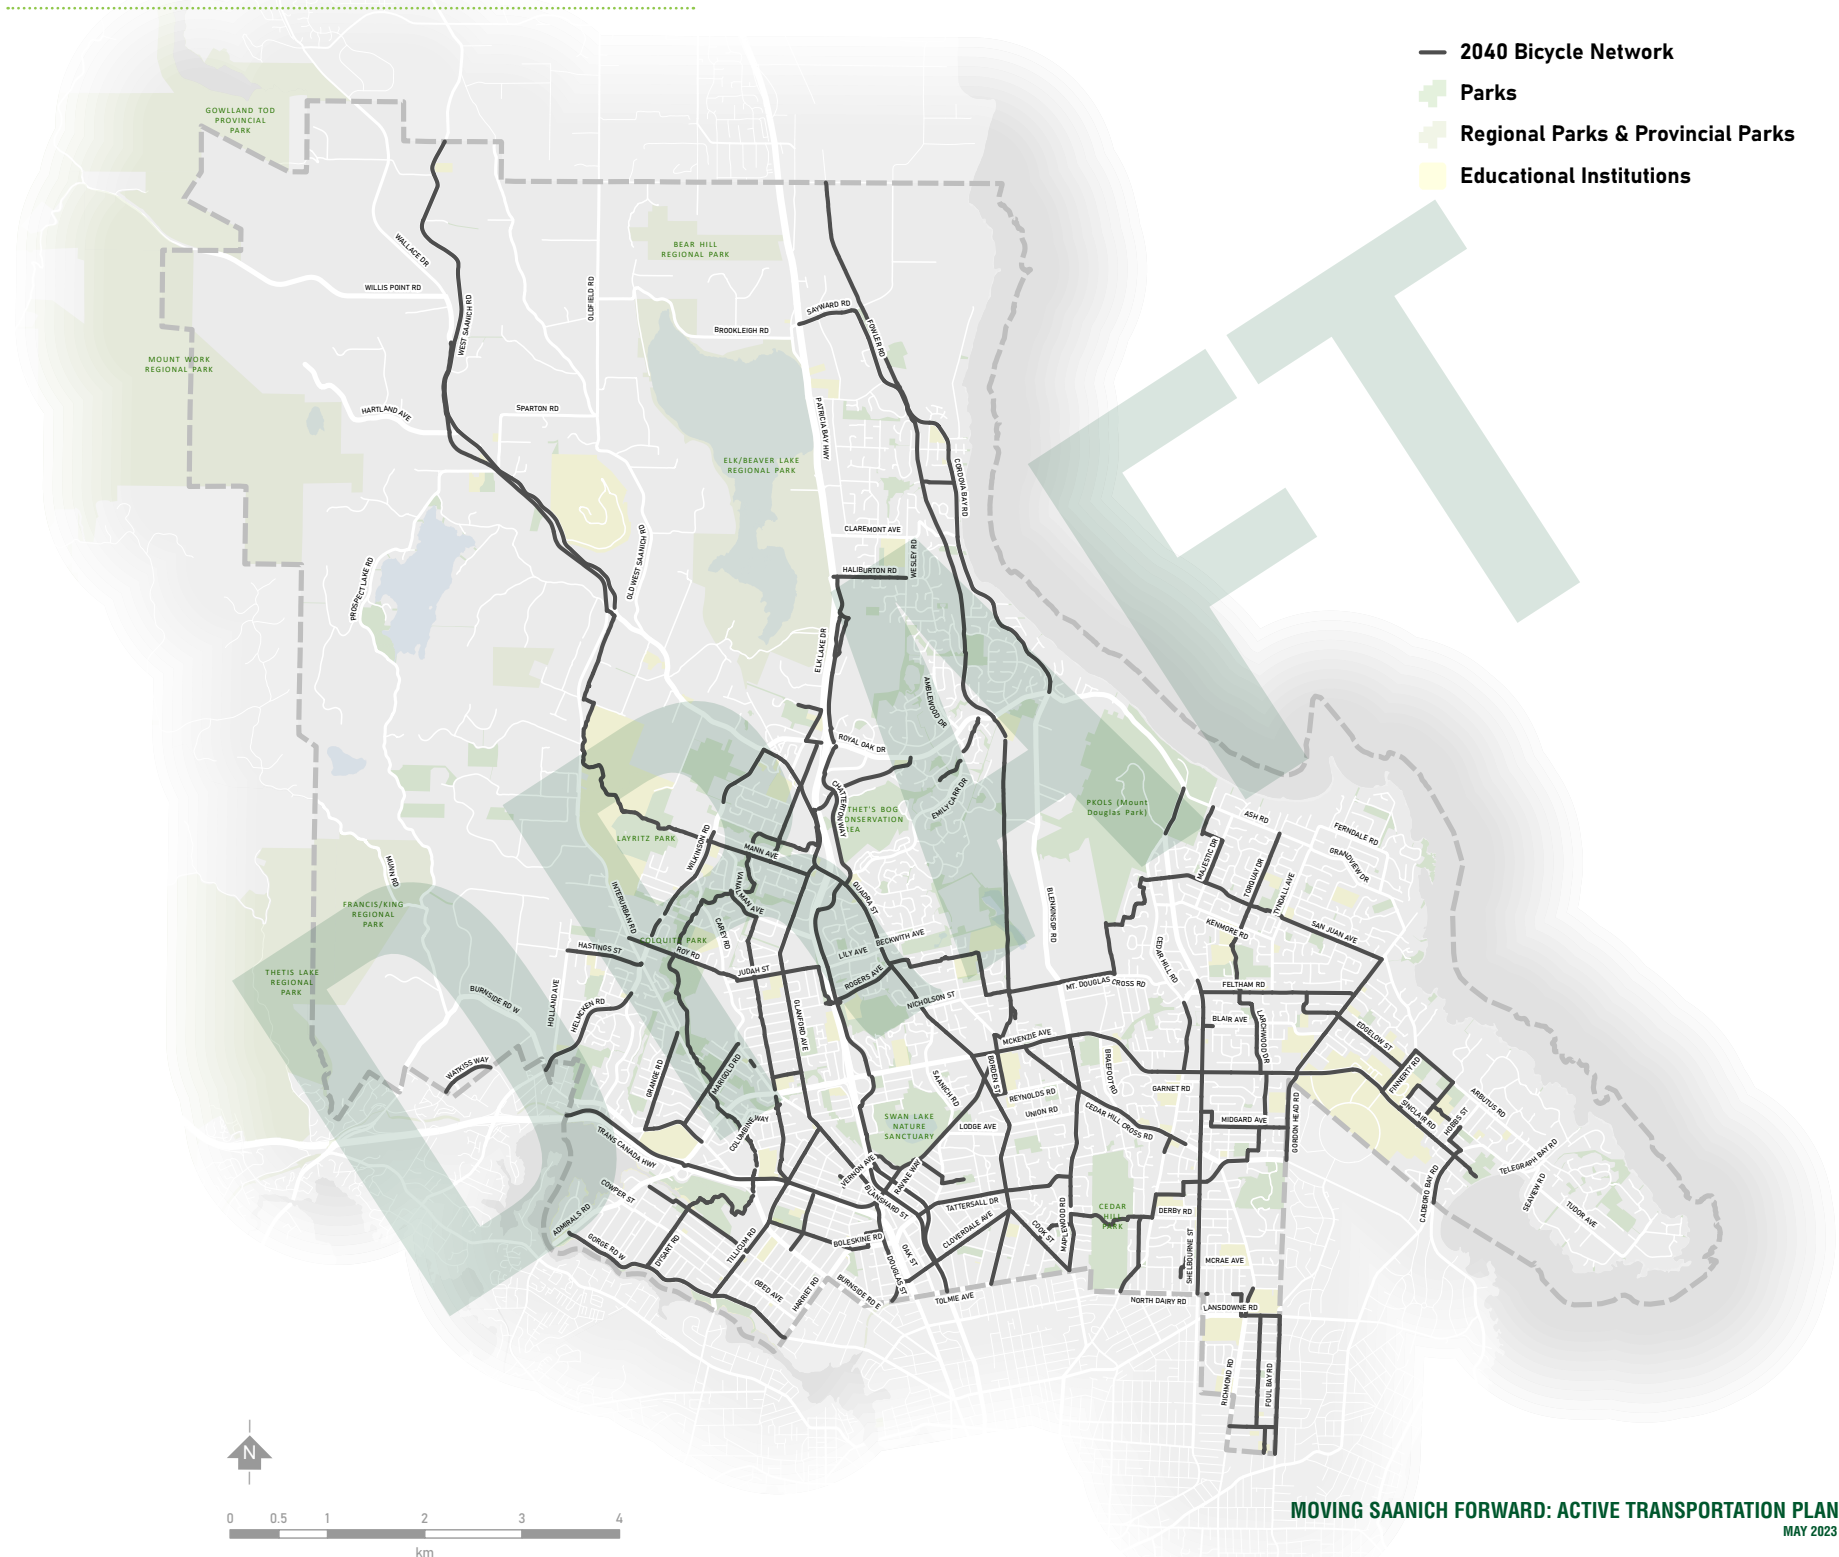 2040 Bicycle Network
Parks
Regional Parks & Provincial Parks
Educational Institutions
GOWLLAND TOD
PROVINCIAL
PARK
BEAR HILL
REGIONAL PARK
WALLACE DR
WILLIS POINT RD
WEST SAANICH RD
OLDFIELD RD
SAYWARD RD
BROOKLEIGH RD
FOWLER RD
MOUNT WORK
REGIONAL PARK
HARTLAND AVE
SPARTON RD
PATRICIA BAY HWY
ELK/BEAVER LAKE
REGIONAL PARK
CORDOVA BAY RD
CLAREMONT AVE
WESLEY RD
HALIBURTON RD
OLD WEST SAANICH RD
PROSPECT LAKE RD
ELK LAKE DR
AMBLEWOOD DR
ROYAL OAK DR
EMILY CARR DR
CHATTERTON WAY
THET'S BOG
ONSERVATION
EA
PKOLS (Mount
Douglas Park)
ASH RD
FERNDALE RD
GRANDVIEW DR
MAJESTIC DR
TORQUAY DR
TYNDALL AVE
LAYRITZ PARK
WILKINSON RD
MANN AVE
MUNN RD
FRANCIS/KING
REGIONAL
PARK
INTERURBAN RD
VANALMAN AVE
QUADRA ST
BLENKINSOP RD
KENMORE RD
SAN JUAN AVE
COLQUITZ PARK
CAREY RD
HASTINGS ST
ROY RD
JUDAH ST
LILY AVE
BECKWITH AVE
ROGERS AVE
CEDAR HILL RD
THETIS LAKE
REGIONAL
PARK
BURNSIDE RD W
HOLLAND AVE
HELMCKEN RD
GLANFORD AVE
NICHOLSON ST
MT. DOUGLAS CROSS RD
FELTHAM RD
BLAIR AVE
LARCHWOOD DR
EDGELOW ST
MCKENZIE AVE
BORDEN ST
BRAEFOOT RD
WATKISS WAY
GRANGE RD
MARIGOLD RD
SAANICH RD
REYNOLDS RD
UNION RD
GARNET RD
FINNERTY RD
ARBUTUS RD
SINCLAIR RD
HOBBS ST
SWAN LAKE
NATURE
SANCTUARY
LODGE AVE
CEDAR HILL CROSS RD
MIDGARD AVE
GORDON HEAD RD
COLUMBINE WAY
TRANS CANADA HWY
VERNON AVE
RAVINE WAY
BLANSHARD ST
TELEGRAPH BAY RD
CADBORO BAY RD
SEAVIEW RD
TUDOR AVE
COWPER ST
ADMIRALS RD
GORGE RD W
DYSART RD
TILLICUM RD
BOLESKINE RD
OAK ST
DOUGLAS ST
TATTERSALL DR
CLOVERDALE AVE
COOK ST
MAPLEWOOD RD
CEDAR
HILL
PARK
DERBY RD
SHELBOURNE ST
MCRAE AVE
OBED AVE
HARRIET RD
BURNSIDE RD E
TOLMIE AVE
NORTH DAIRY RD
LANSDOWNE RD
RICHMOND RD
FOUL BAY RD
DRAFT
N
0 0.5 1 2 3 4
km
MOVING SAANICH FORWARD: ACTIVE TRANSPORTATION PLAN
MAY 2023